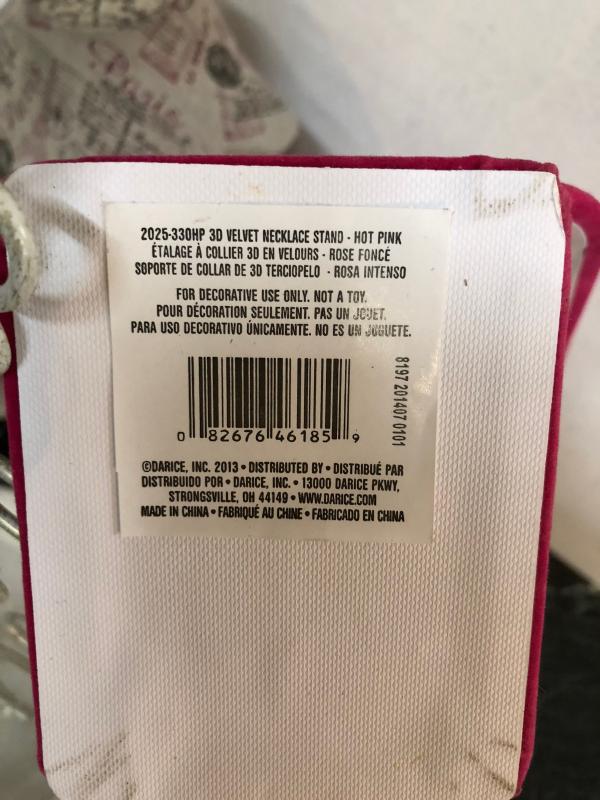 Paris
2025-330HP 3D VELVET NECKLACE STAND - HOT PINK
ÉTALAGE À COLLIER 3D EN VELOURS - ROSE FONCÉ
SOPORTE DE COLLAR DE 3D TERCIOPELO - ROSA INTENSO
FOR DECORATIVE USE ONLY. NOT A TOY.
POUR DÉCORATION SEULEMENT. PAS UN JOUET.
PARA USO DECORATIVO ÚNICAMENTE. NO ES UN JUGUETE.
8197 201407 0101
0 82676 46185 9
©DARICE, INC. 2013 • DISTRIBUTED BY • DISTRIBUÉ PAR
DISTRIBUIDO POR • DARICE, INC. • 13000 DARICE PKWY,
STRONGSVILLE, OH 44149 • WWW.DARICE.COM
MADE IN CHINA • FABRIQUÉ AU CHINE • FABRICADO EN CHINA